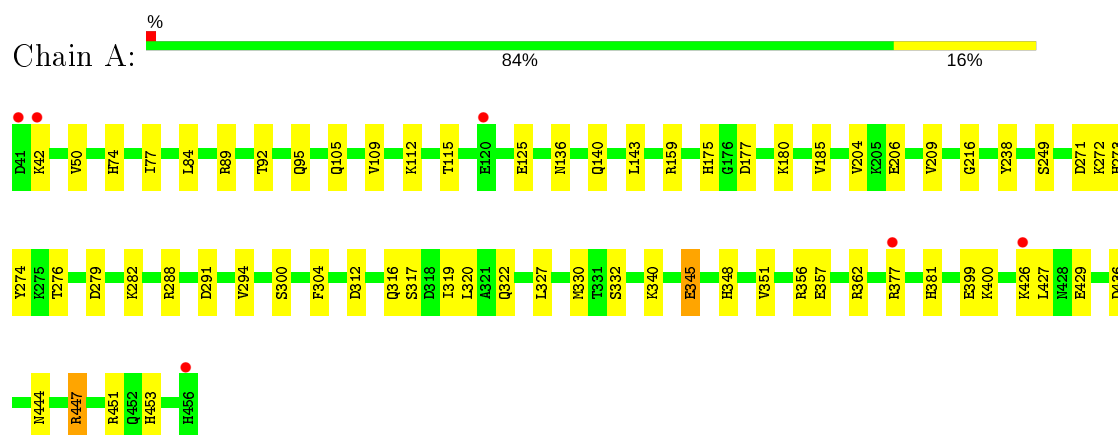 %
Chain A:
84% 16%
D41 K42 V50 H74 I77 L84 R89 T92 Q95 Q105 V109 K112 T115 E120 E125 N136 Q140 L143 R159 H175 G176 D177 K180 V185 V204 K205 E206 V209 G216 Y238 S249 D271 K272 H273
Y274 K275 T276 D279 K282 R288 D291 V294 S300 F304 D312 Q316 S317 D318 I319 L320 A321 Q322 L327 M330 T331 S332 K340 E345 H348 V351 R356 E357 R362 R377 H381 E399 K400 K426 L427 N428 E429
N444 R447 R451 Q452 H453 H456